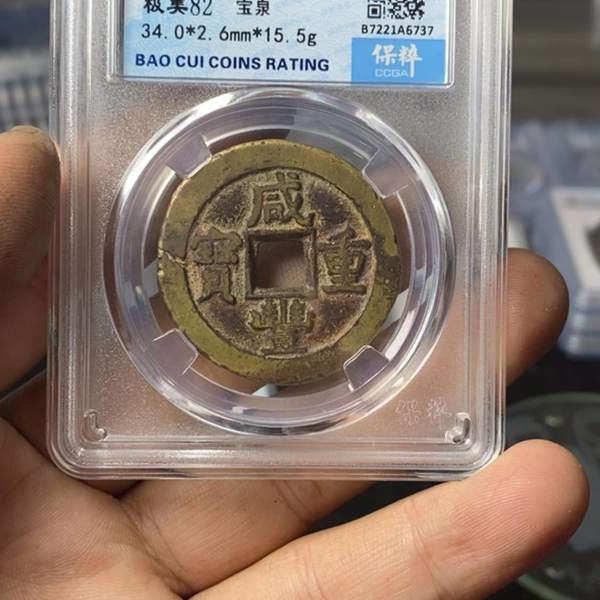 极美82 宝泉
34.0*2.6mm*15.5g
BAO CUI COINS RATING
B7221A6737
保粹
CCGA
咸
豐
重
寶
保粹